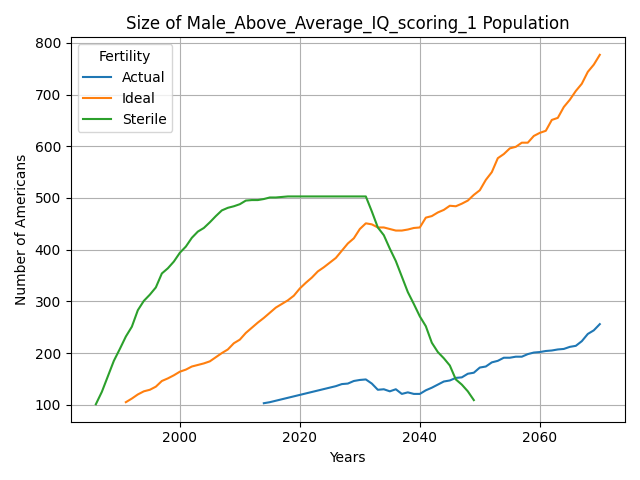 Size of Male_Above_Average_IQ_scoring_1 Population
Number of Americans
800
700
600
500
400
300
200
100
Fertility
Actual
Ideal
Sterile
2000
2020
2040
2060
Years